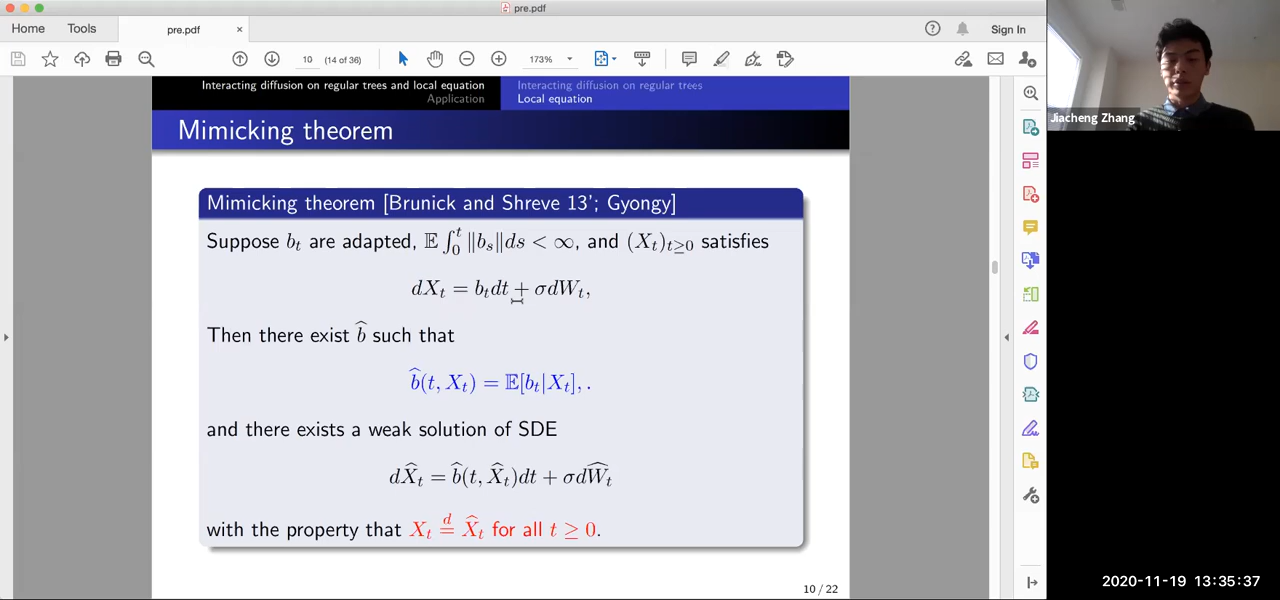 pre.pdf
Home
Tools
pre.pdf ×
Sign In
10
(14 of 36)
173%
Interacting diffusion on regular trees and local equation
Application
Interacting diffusion on regular trees
Local equation
Mimicking theorem
Jiacheng Zhang
Mimicking theorem [Brunick and Shreve 13'; Gyongy]
Suppose $b_t$ are adapted, $\mathbb{E}\int_0^t \|b_s\|ds < \infty$, and $(X_t)_{t\geq 0}$ satisfies
$dX_t = b_t dt + \sigma dW_t,$
Then there exist $\widehat{b}$ such that
$\widehat{b}(t, X_t) = \mathbb{E}[b_t|X_t], .$
and there exists a weak solution of SDE
$d\widehat{X}_t = \widehat{b}(t, \widehat{X}_t)dt + \sigma d\widehat{W}_t$
with the property that $X_t \stackrel{d}{=} \widehat{X}_t$ for all $t \geq 0$.
10 / 22
2020-11-19 13:35:37